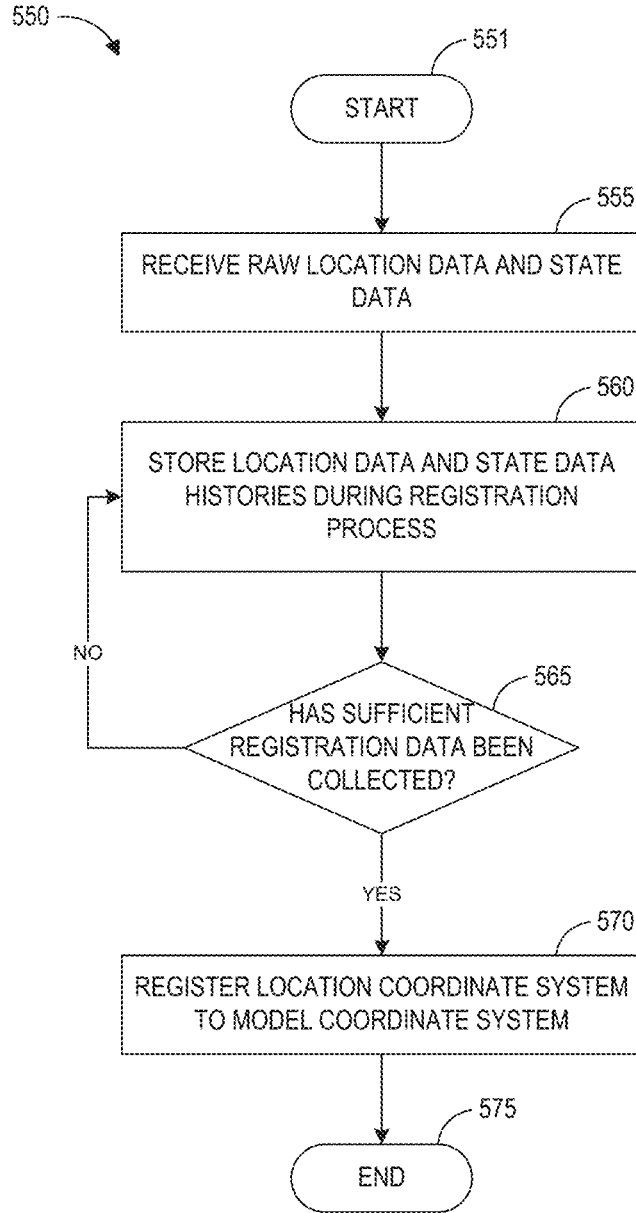 550
551
START
555
RECEIVE RAW LOCATION DATA AND STATE
DATA
560
STORE LOCATION DATA AND STATE DATA
HISTORIES DURING REGISTRATION
PROCESS
NO
565
HAS SUFFICIENT
REGISTRATION DATA BEEN
COLLECTED?
YES
570
REGISTER LOCATION COORDINATE SYSTEM
TO MODEL COORDINATE SYSTEM
575
END